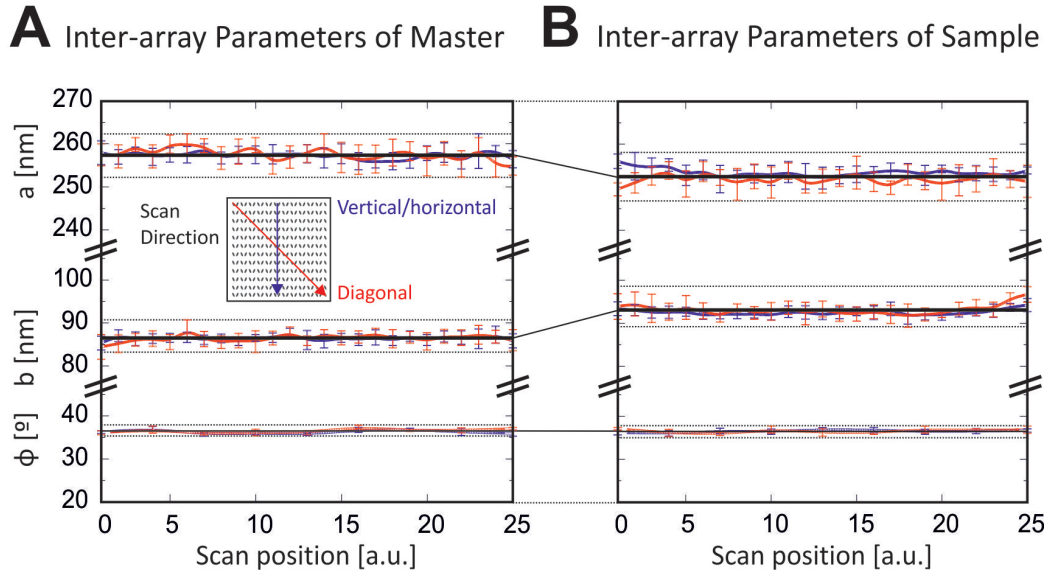 A Inter-array Parameters of Master
B Inter-array Parameters of Sample
a [nm]
270
260
250
240
Scan
Direction
Vertical/horizontal
Diagonal
b [nm]
100
90
80
ϕ [º]
40
30
20
0 5 10 15 20 25
Scan position [a.u.]
0 5 10 15 20 25
Scan position [a.u.]